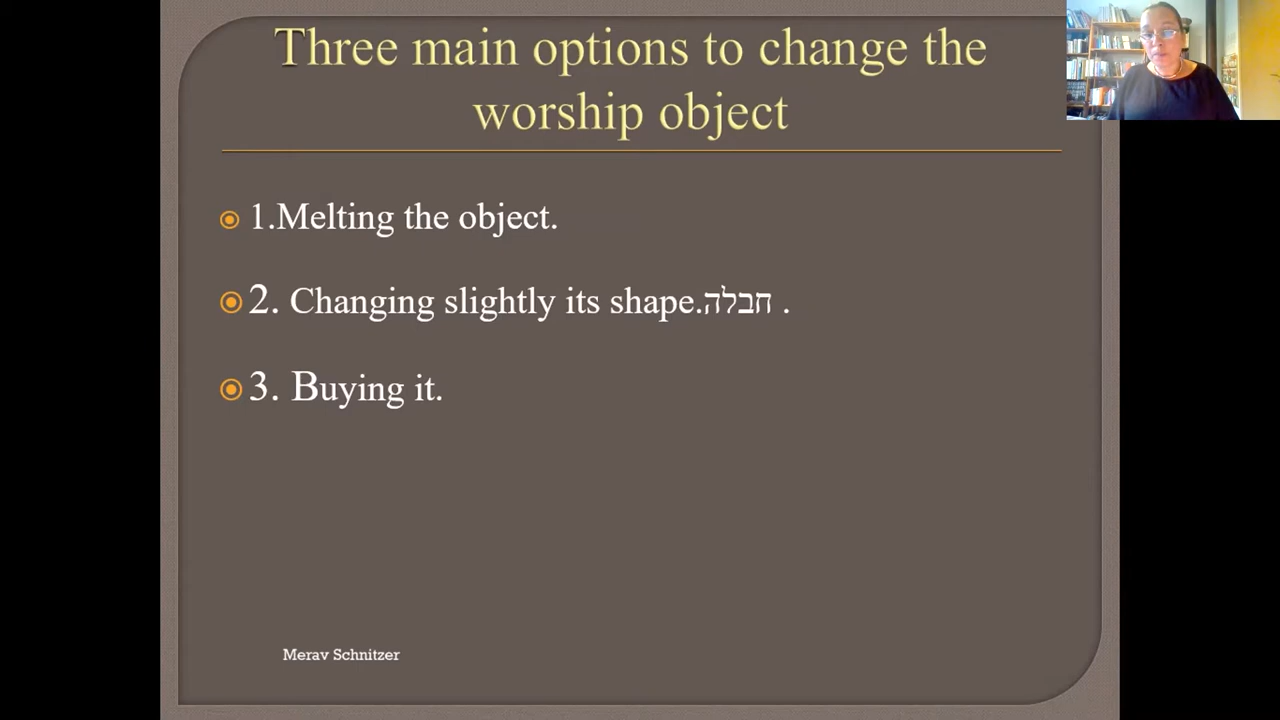 Three main options to change the
worship object
1.Melting the object.
2. Changing slightly its shape.חבלה .
3. Buying it.
Merav Schnitzer